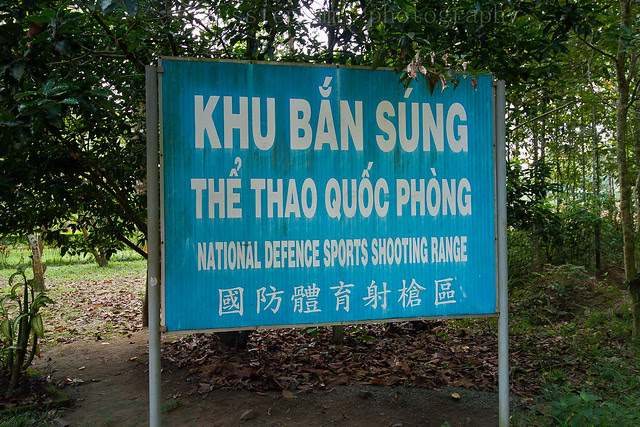 KHU BẮN SÚNG
THỂ THAO QUỐC PHÒNG
NATIONAL DEFENCE SPORTS SHOOTING RANGE
國防體育射槍區